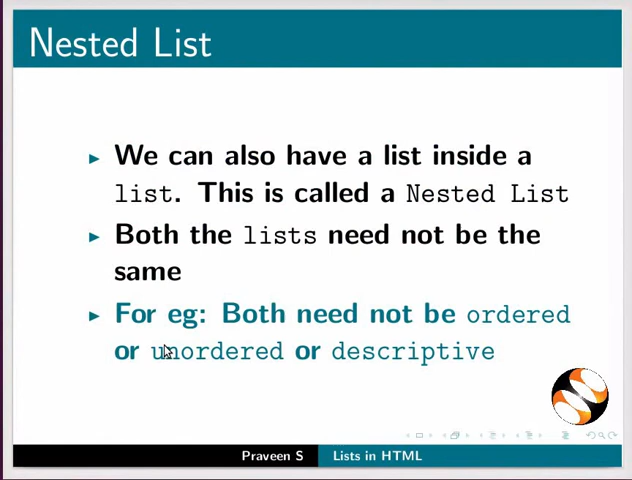 Nested List
We can also have a list inside a
list. This is called a Nested List
Both the lists need not be the
same
For eg: Both need not be ordered
or unordered or descriptive
Praveen S
Lists in HTML